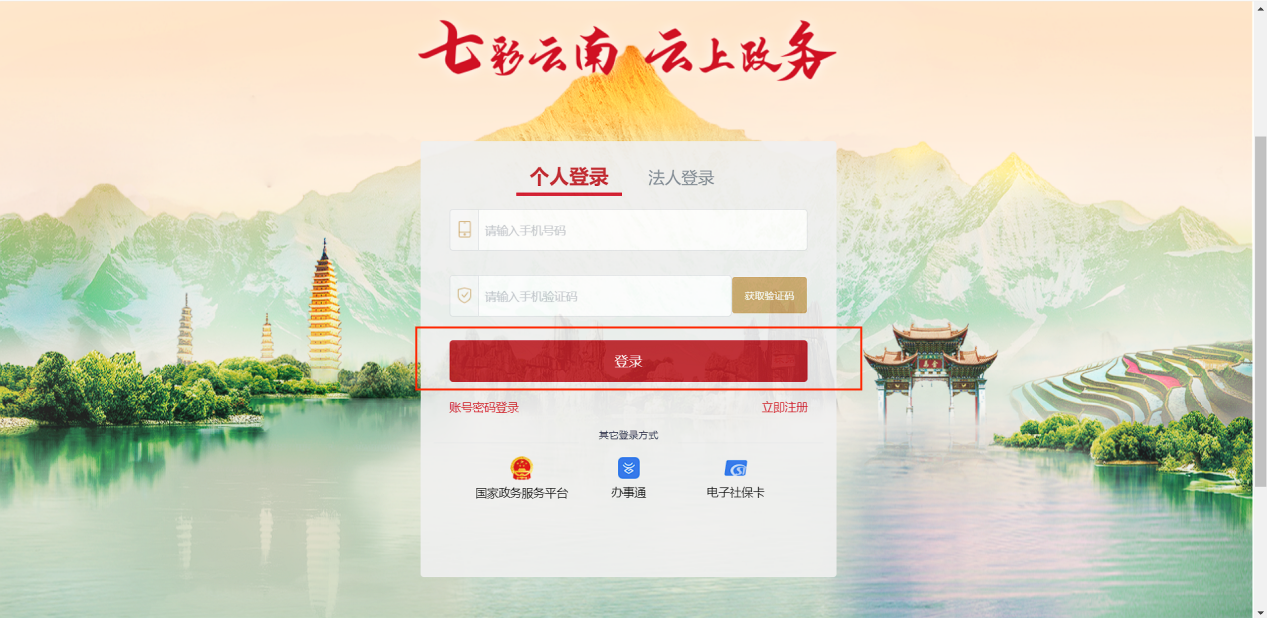 七彩云南 云上政务
个人登录 法人登录
请输入手机号码
请输入手机验证码 获取验证码
登录
账号密码登录 立即注册
其它登录方式
国家政务服务平台 办事通 电子社保卡